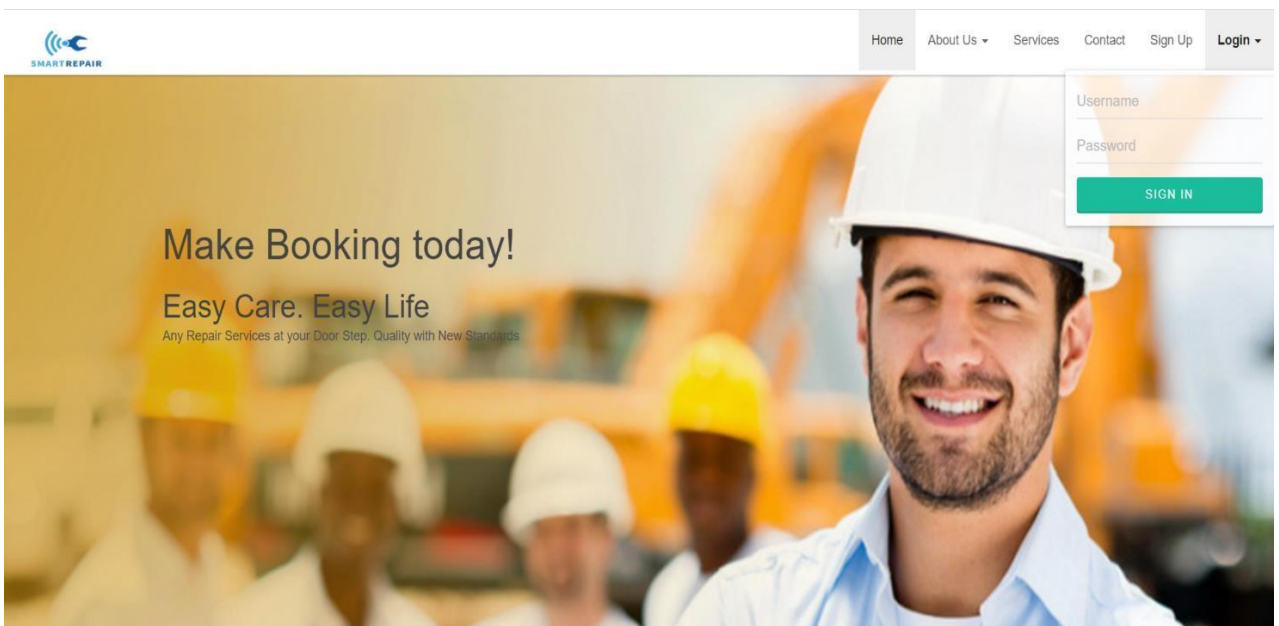 SMARTREPAIR
Home About Us Services Contact Sign Up Login
Username
Password
SIGN IN
Make Booking today!
Easy Care. Easy Life
Any Repair Services at your Door Step. Quality with New Standards